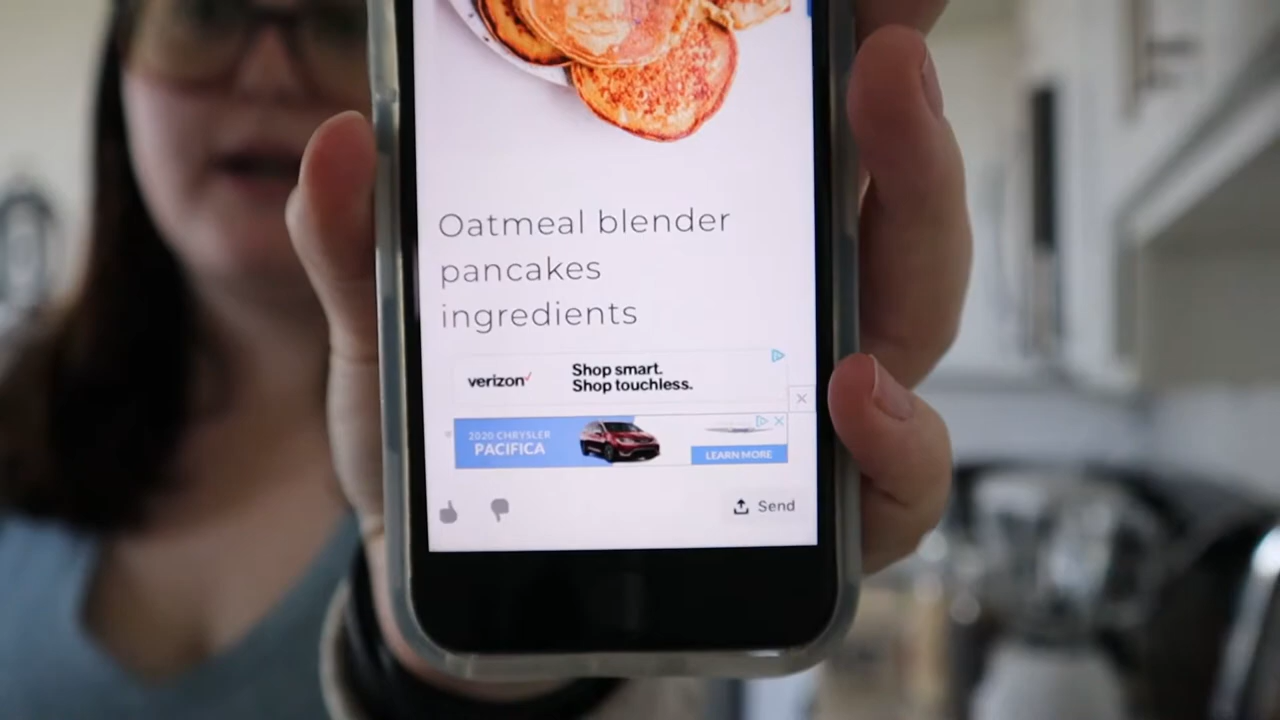 Oatmeal blender
pancakes
ingredients
verizon
Shop smart.
Shop touchless.
2020 CHRYSLER
PACIFICA
LEARN MORE
Send